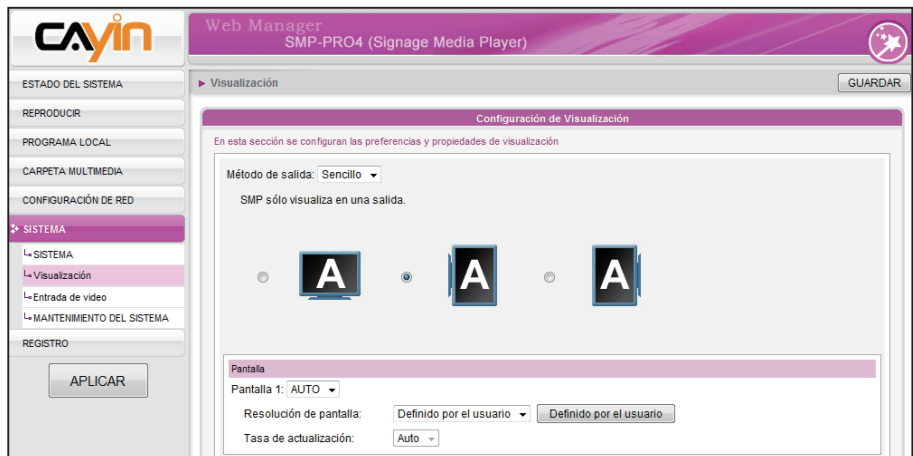 CAYIN
Web Manager
SMP-PRO4 (Signage Media Player)
ESTADO DEL SISTEMA
REPRODUCIR
PROGRAMA LOCAL
CARPETA MULTIMEDIA
CONFIGURACIÓN DE RED
SISTEMA
SISTEMA
Visualización
Entrada de video
MANTENIMIENTO DEL SISTEMA
REGISTRO
APLICAR
Visualización
GUARDAR
Configuración de Visualización
En esta sección se configuran las preferencias y propiedades de visualización
Método de salida: Sencillo
SMP sólo visualiza en una salida.
A A A
Pantalla
Pantalla 1: AUTO
Resolución de pantalla: Definido por el usuario Definido por el usuario
Tasa de actualización: Auto